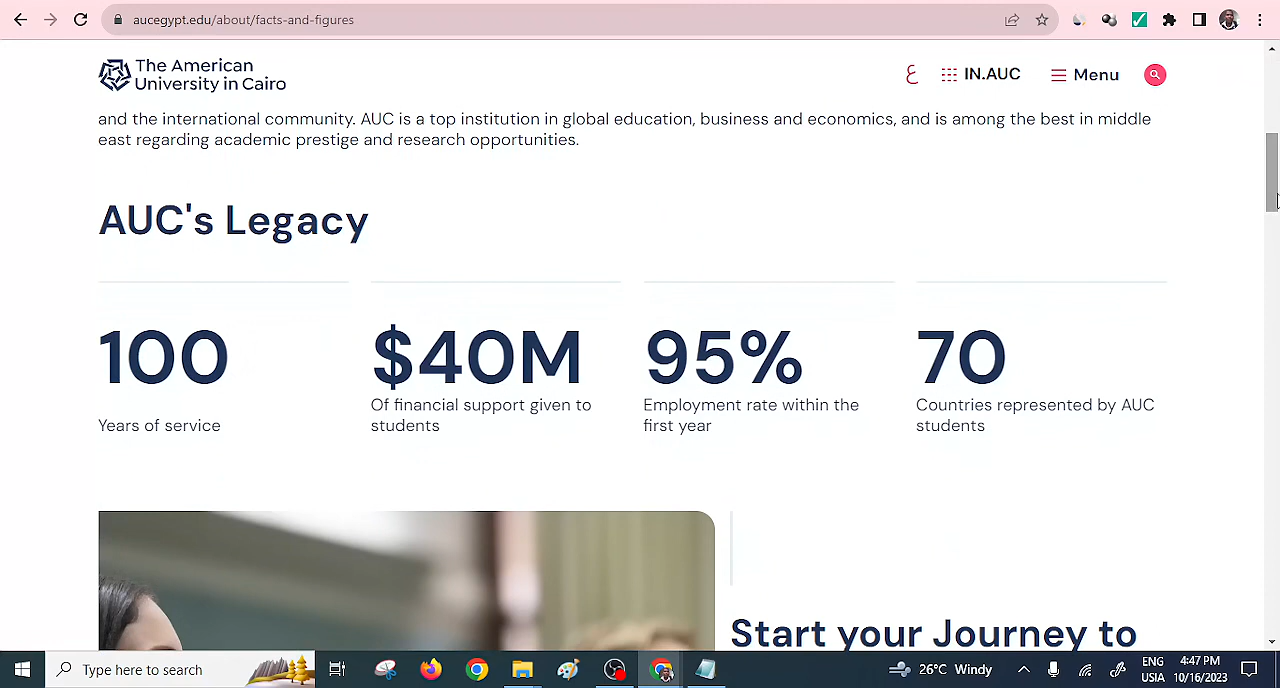 aucegypt.edu/about/facts-and-figures
The American
University in Cairo
ع
IN.AUC
Menu
and the international community. AUC is a top institution in global education, business and economics, and is among the best in middle
east regarding academic prestige and research opportunities.
AUC's Legacy
100
Years of service
$40M
Of financial support given to
students
95%
Employment rate within the
first year
70
Countries represented by AUC
students
Start your Journey to
Type here to search
26°C Windy
ENG
USA
4:47 PM
10/16/2023